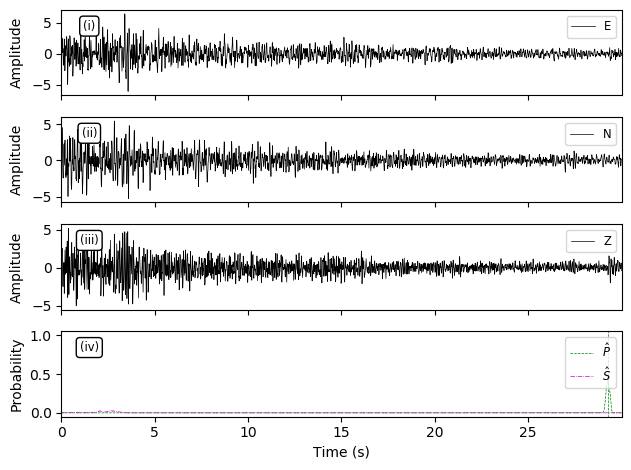 5
0
−5
Amplitude
(i)
E
5
0
−5
Amplitude
(ii)
N
5
0
−5
Amplitude
(iii)
Z
1.0
0.5
0.0
Probability
(iv)
P̂
Ŝ
0 5 10 15 20 25
Time (s)